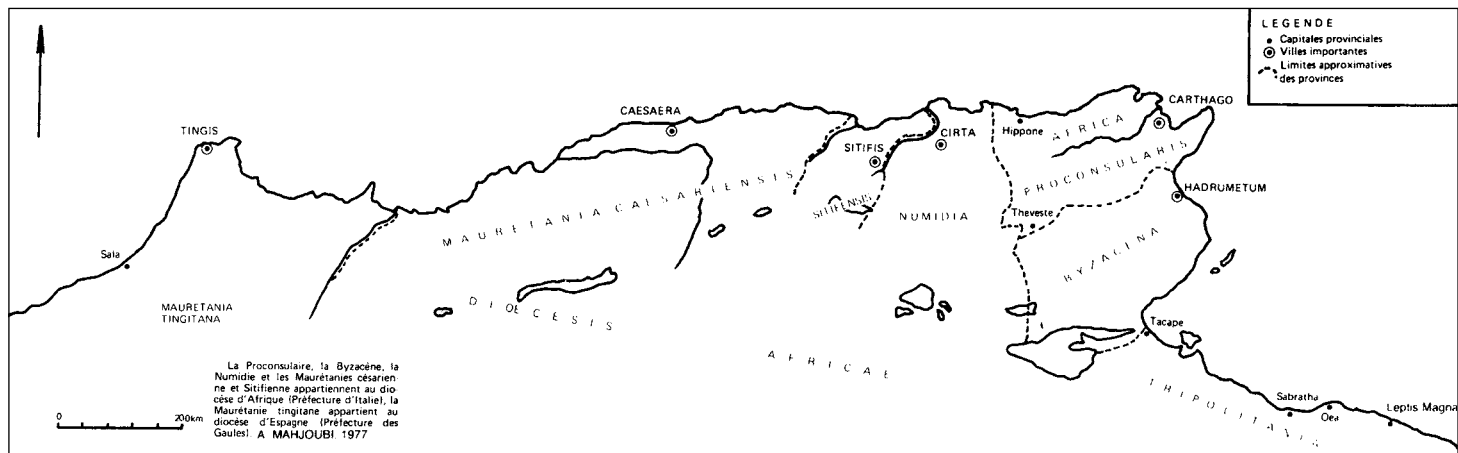 LEGENDE
Capitales provinciales
Villes importantes
Limites approximatives
des provinces
CARTHAGO
CAESAERA
TINGIS
Hippone
AFRICA
CIRTA
SITIFIS
PROCONSULARIS
HADRUMETUM
MAURETANIA CAESARIENSIS
SITIFENSIS
NUMIDIA
Theveste
BYZACENA
Sala
MAURETANIA
TINGITANA
DIOECESIS
AFRICAE
Tacape
TRIPOLITANIA
Sabratha
Oea
Leptis Magna
La Proconsulaire, la Byzacène, la
Numidie et les Maurétanies césarien-
ne et Sitifienne appartiennent au dio-
cèse d'Afrique (Préfecture d'Italie), la
Maurétanie tingitane appartient au
diocèse d'Espagne (Préfecture des
Gaules). A MAHJOUBI. 1977
0 200km